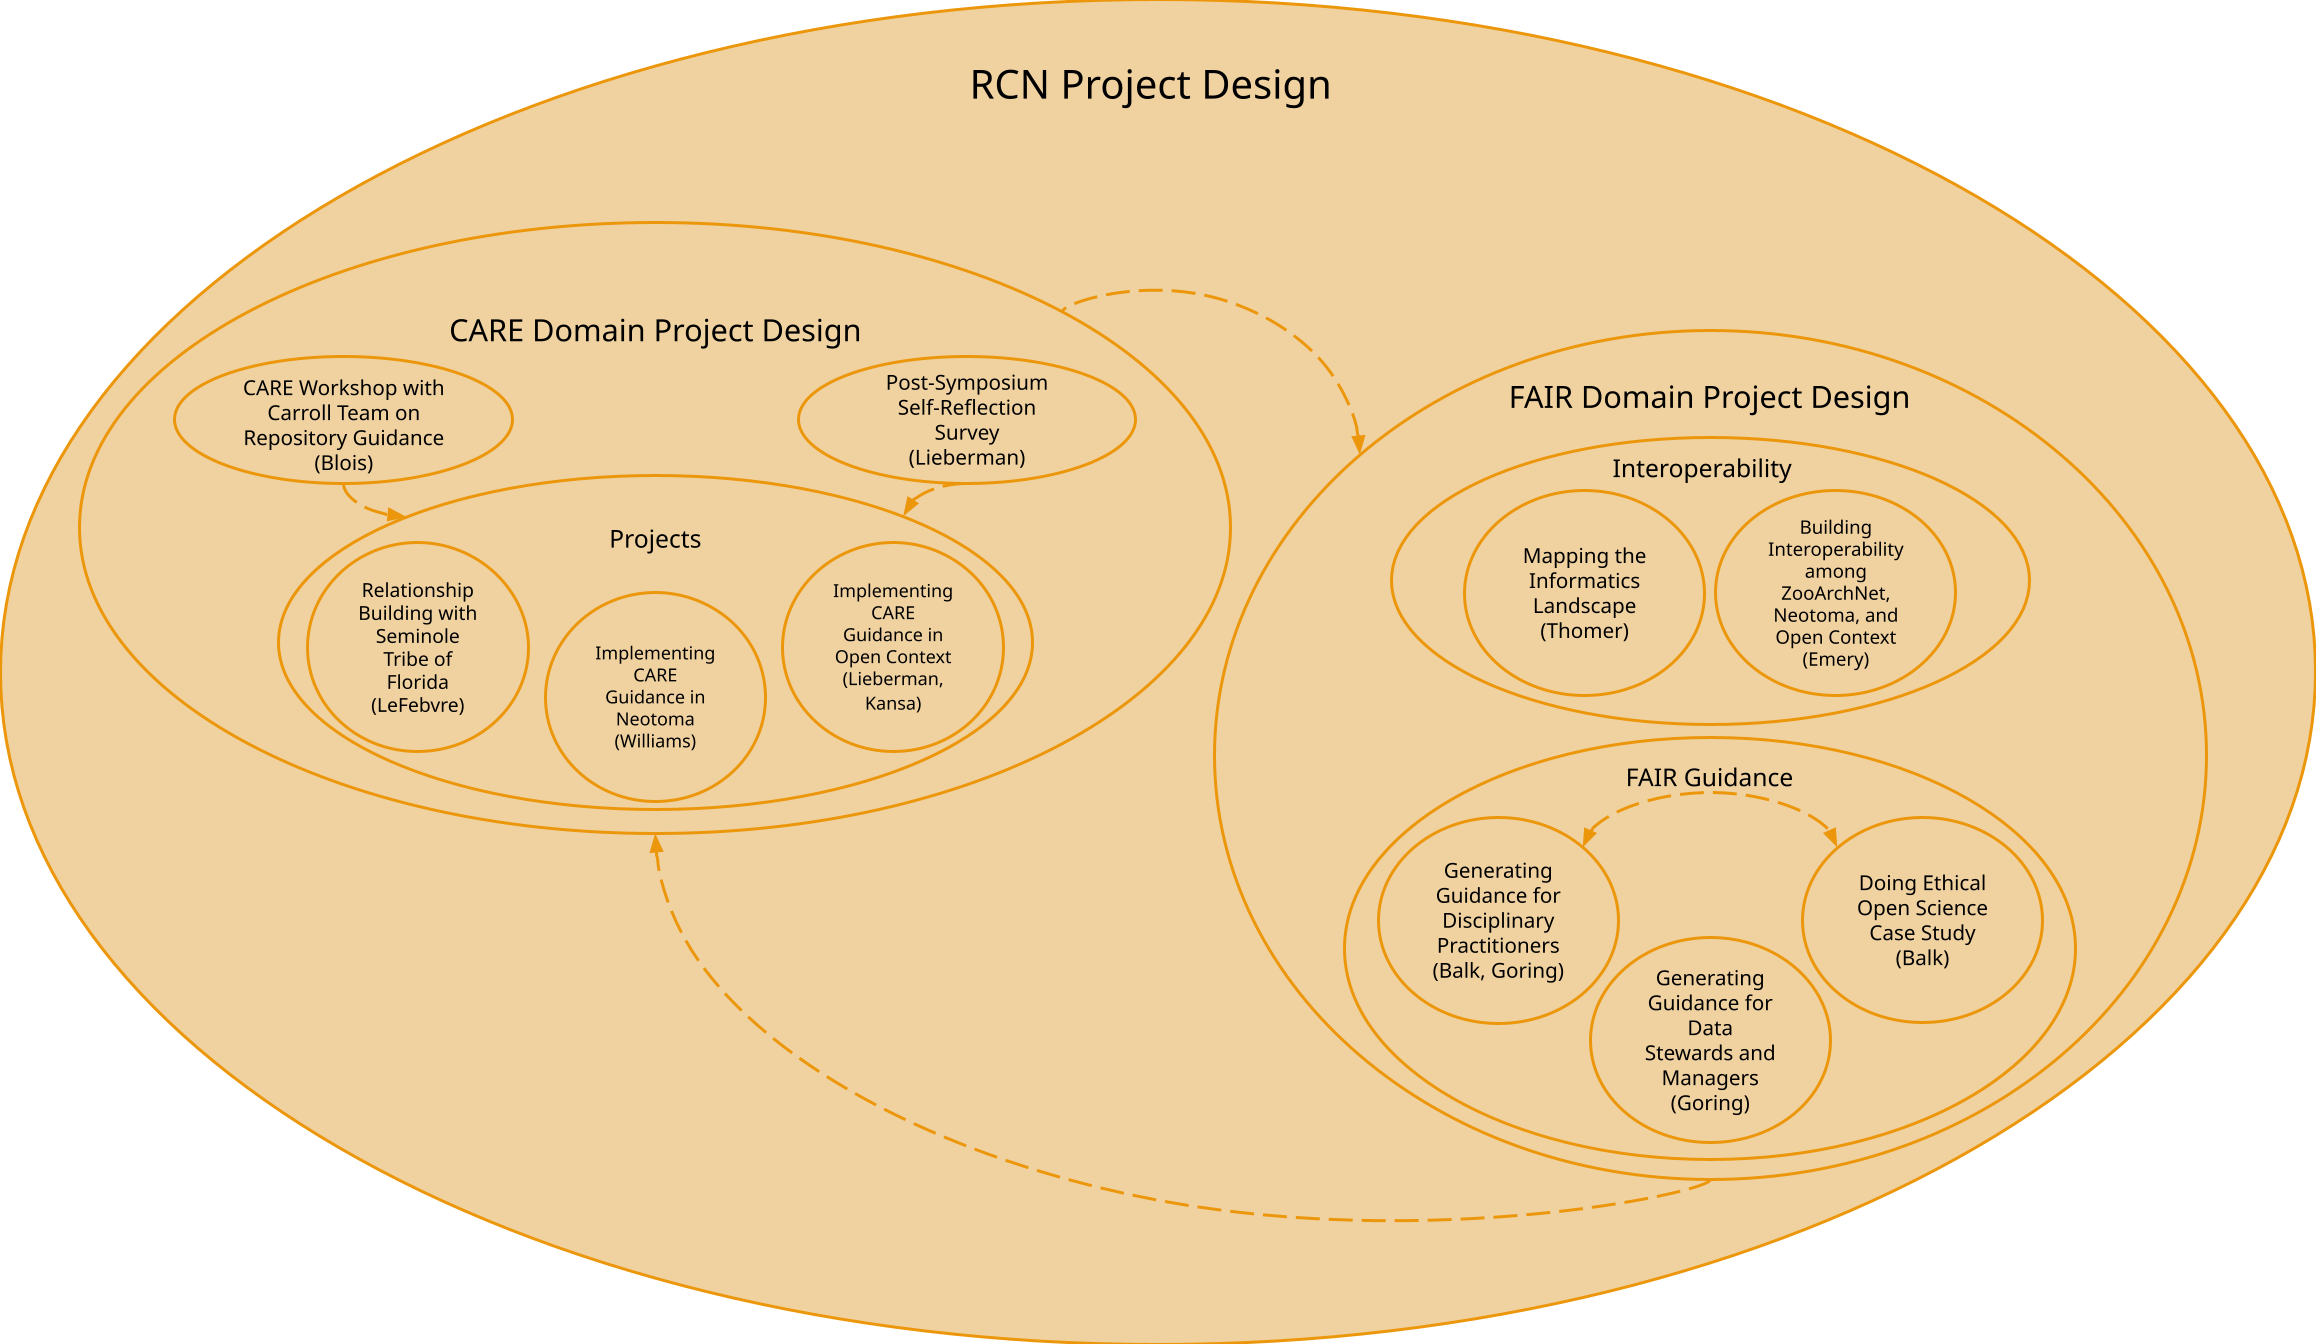 RCN Project Design
CARE Domain Project Design
CARE Workshop with
Carroll Team on
Repository Guidance
(Blois)
Post-Symposium
Self-Reflection
Survey
(Lieberman)
Projects
Relationship
Building with
Seminole
Tribe of
Florida
(LeFebvre)
Implementing
CARE
Guidance in
Neotoma
(Williams)
Implementing
CARE
Guidance in
Open Context
(Lieberman,
Kansa)
FAIR Domain Project Design
Interoperability
Mapping the
Informatics
Landscape
(Thomer)
Building
Interoperability
among
ZooArchNet,
Neotoma, and
Open Context
(Emery)
FAIR Guidance
Generating
Guidance for
Disciplinary
Practitioners
(Balk, Goring)
Generating
Guidance for
Data
Stewards and
Managers
(Goring)
Doing Ethical
Open Science
Case Study
(Balk)